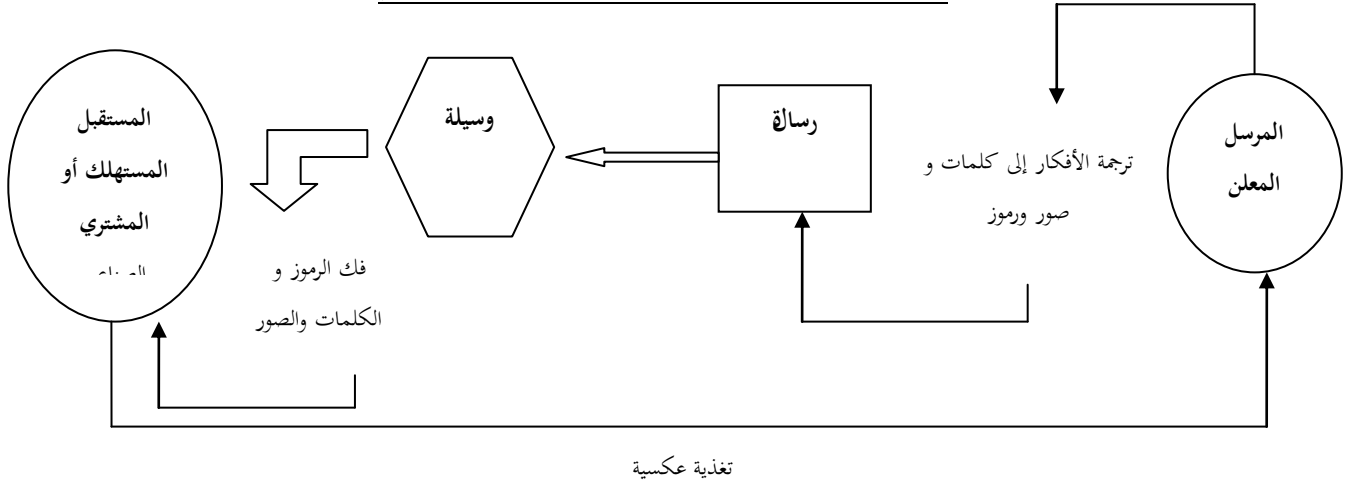 المرسل
المعلن
ترجمة الأفكار إلى كلمات و
صور ورموز
رسالة
وسيلة
فك الرموز و
الكلمات والصور
المستقبل
المستهلك أو
المشتري
تغذية عكسية